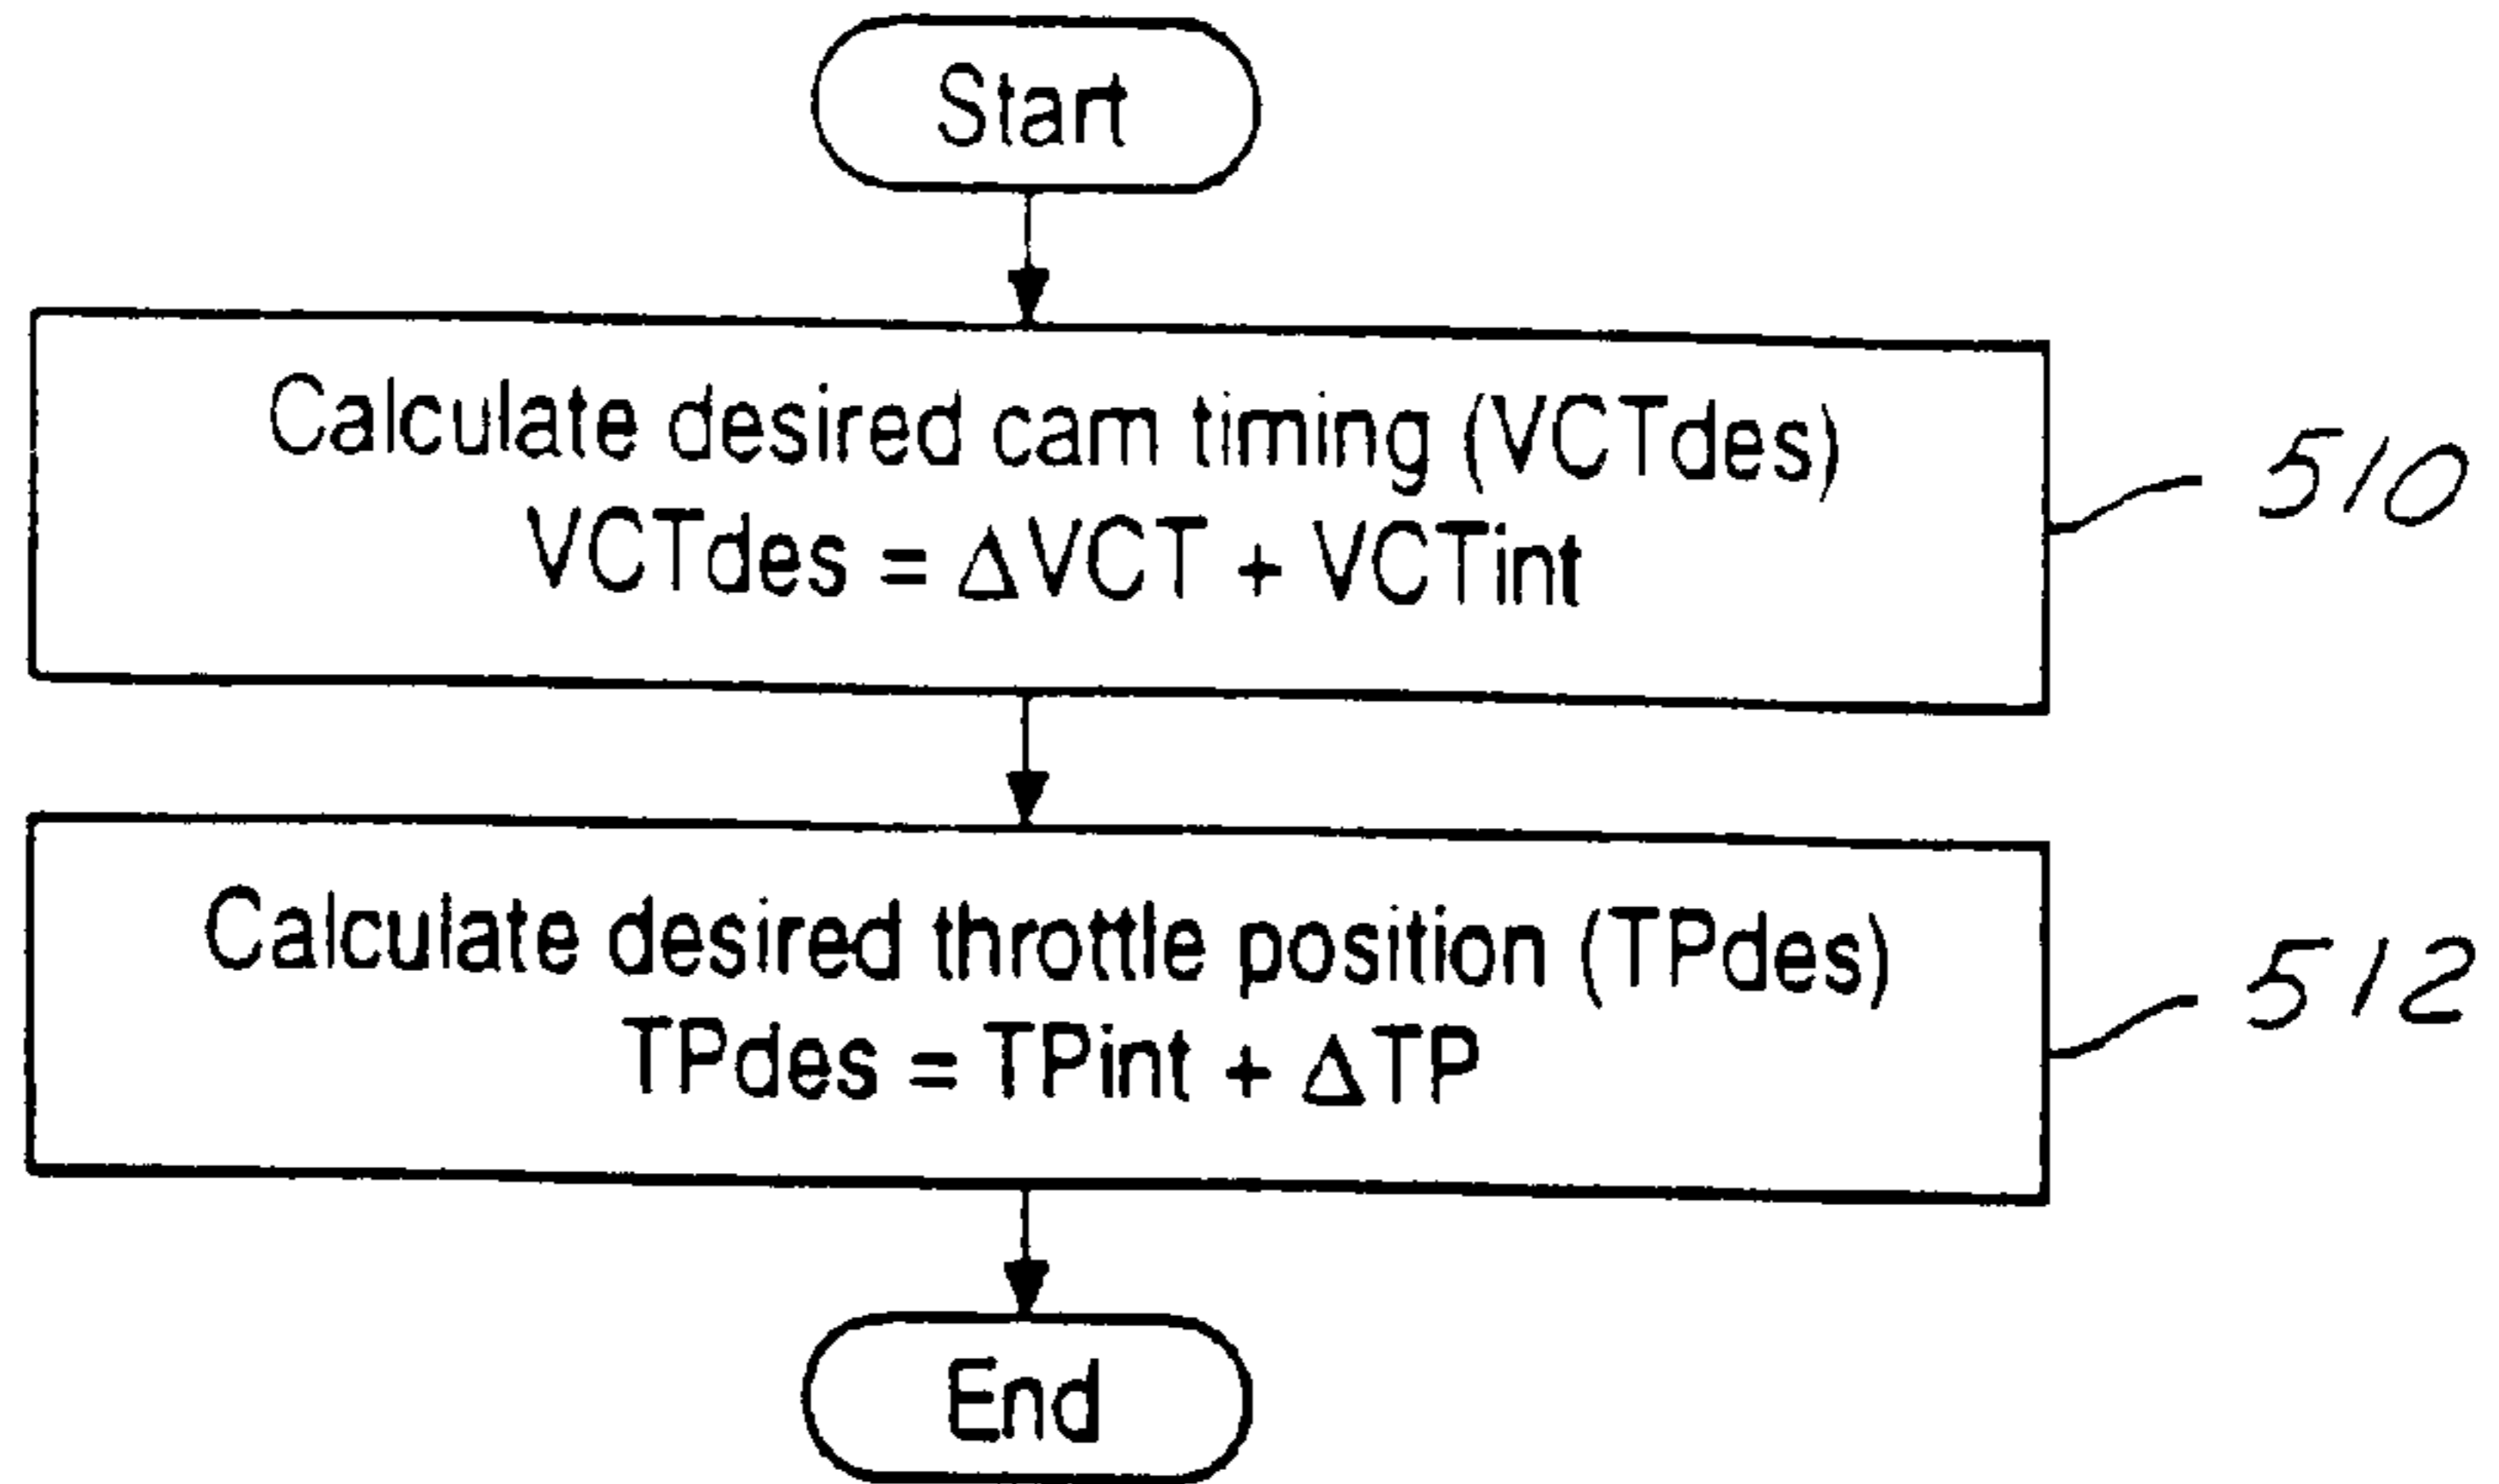 Start
Calculate desired cam timing (VCTdes)
VCTdes = ΔVCT + VCTint
510
Calculate desired throttle position (TPdes)
TPdes = TPint + ΔTP
512
End